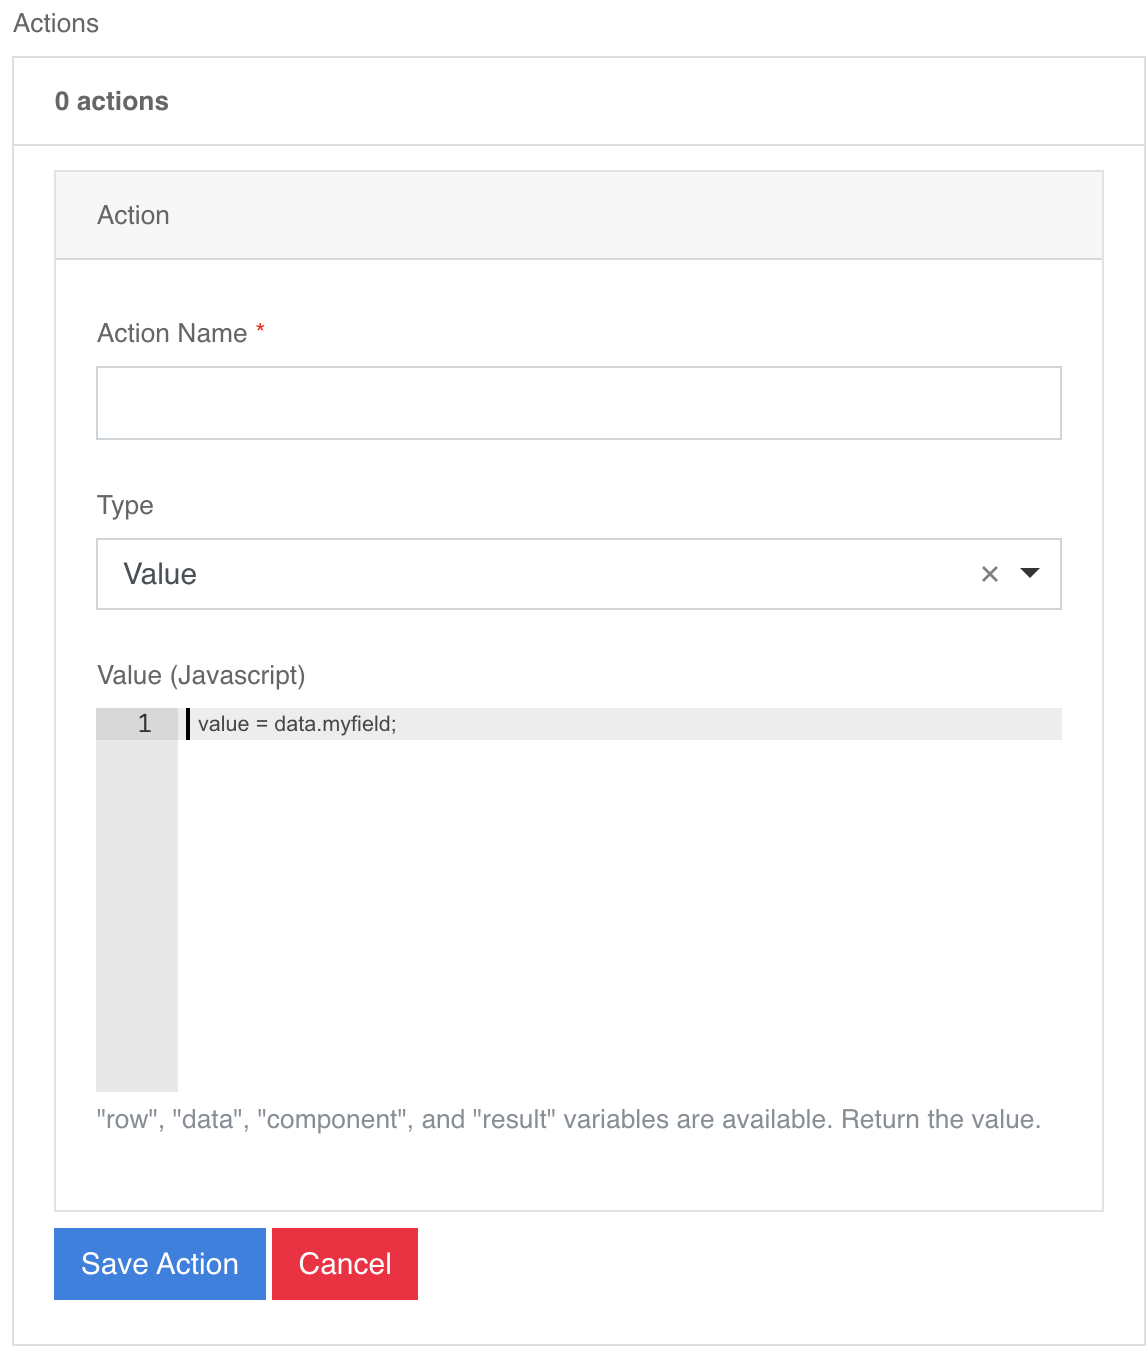 Actions
0 actions
Action
Action Name *
Type
Value
Value (Javascript)
1 value = data.myfield;
"row", "data", "component", and "result" variables are available. Return the value.
Save Action Cancel